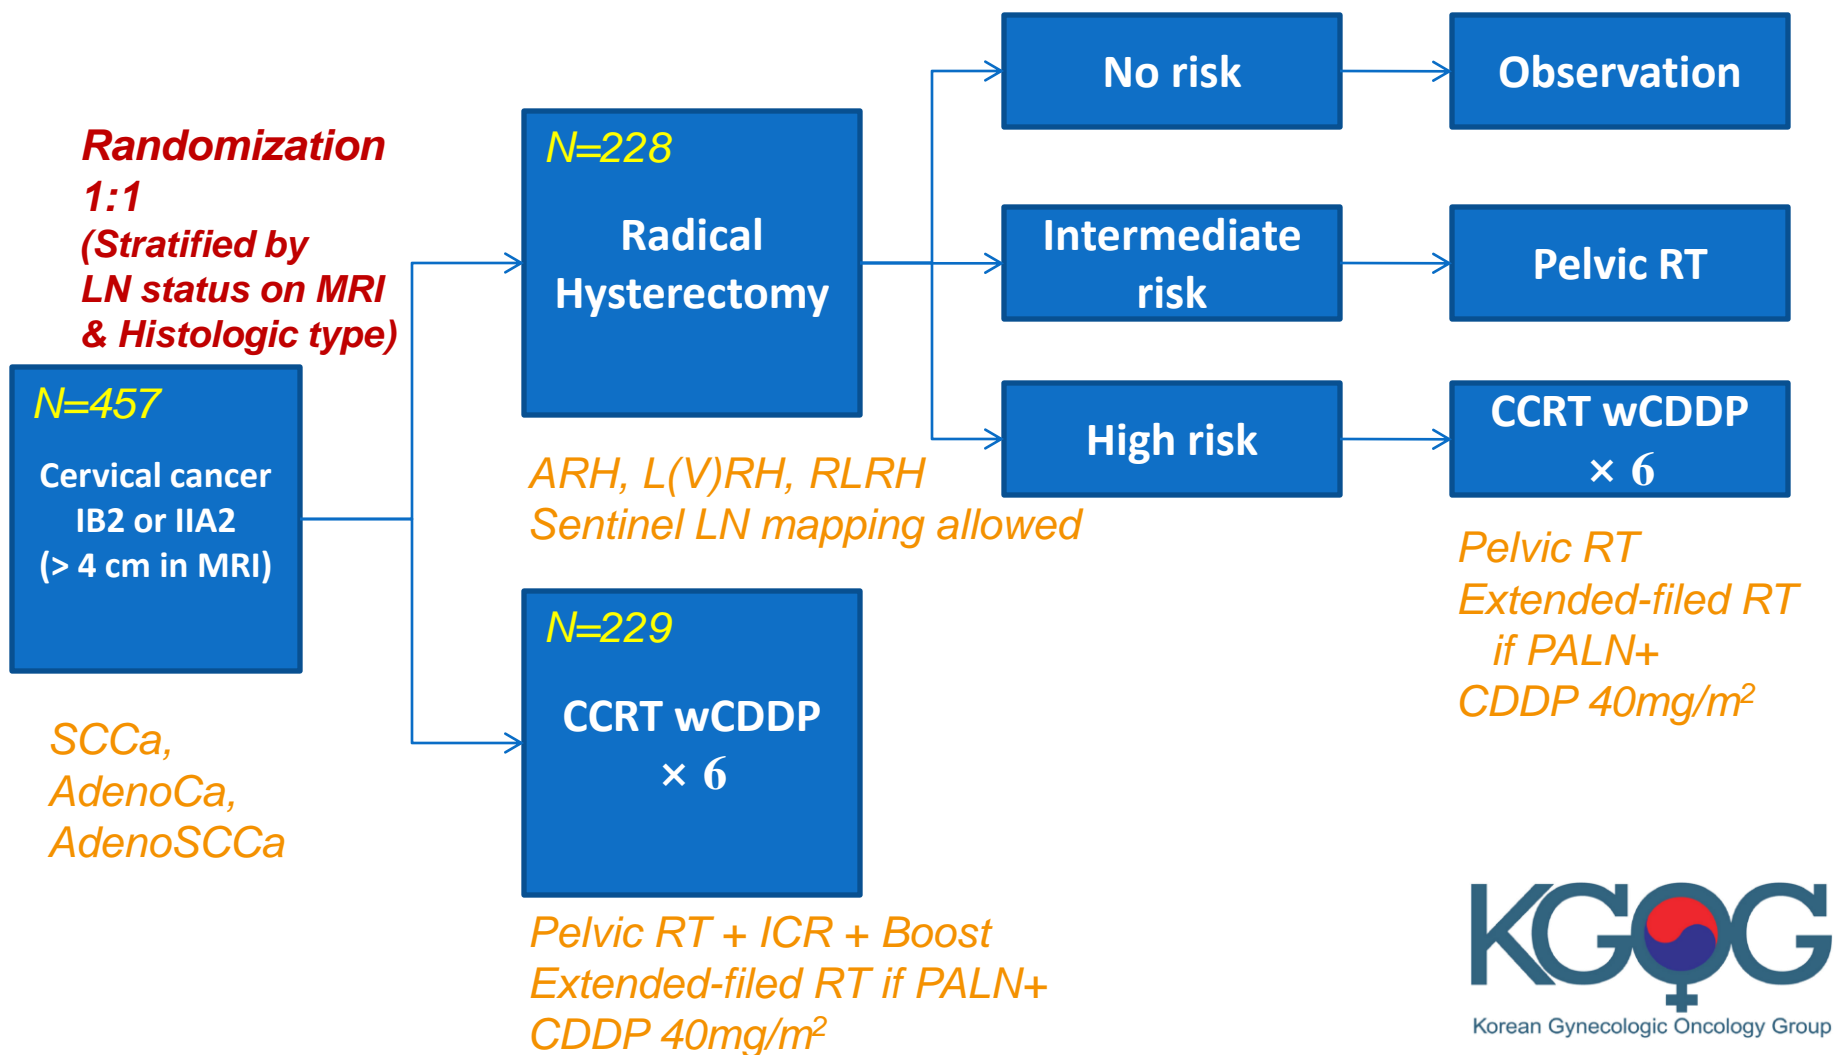 Randomization
1:1
(Stratified by
LN status on MRI
& Histologic type)
N=457
Cervical cancer
IB2 or IIA2
(> 4 cm in MRI)
SCCa,
AdenoCa,
AdenoSCCa
N=228
Radical
Hysterectomy
ARH, L(V)RH, RLRH
Sentinel LN mapping allowed
N=229
CCRT wCDDP
× 6
Pelvic RT + ICR + Boost
Extended-filed RT if PALN+
CDDP 40mg/m²
No risk
Observation
Intermediate
risk
Pelvic RT
High risk
CCRT wCDDP
× 6
Pelvic RT
Extended-filed RT
if PALN+
CDDP 40mg/m²
KGOG
Korean Gynecologic Oncology Group